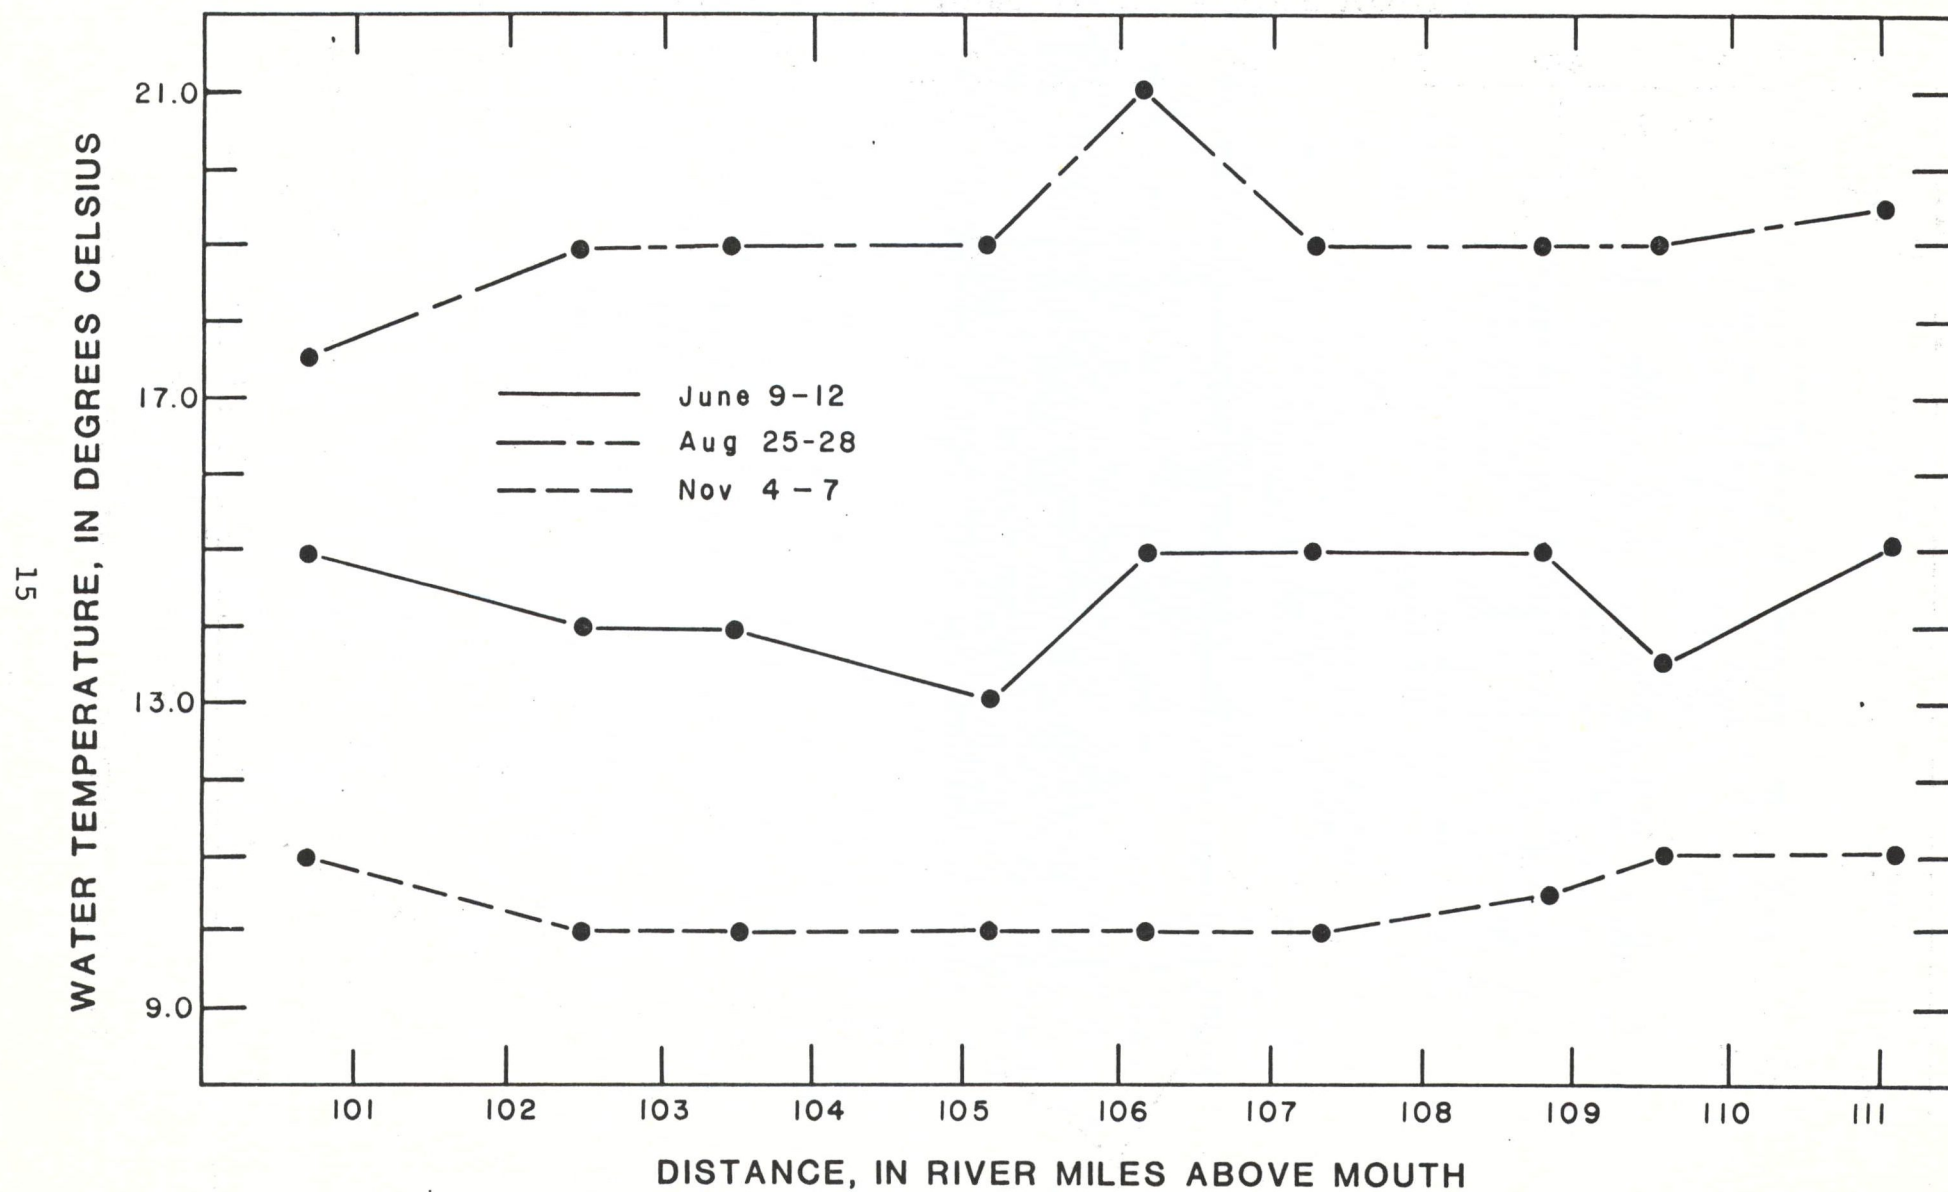 WATER TEMPERATURE, IN DEGREES CELSIUS
21.0
17.0
13.0
9.0
June 9-12
Aug 25-28
Nov 4-7
101 102 103 104 105 106 107 108 109 110 111
DISTANCE, IN RIVER MILES ABOVE MOUTH
15